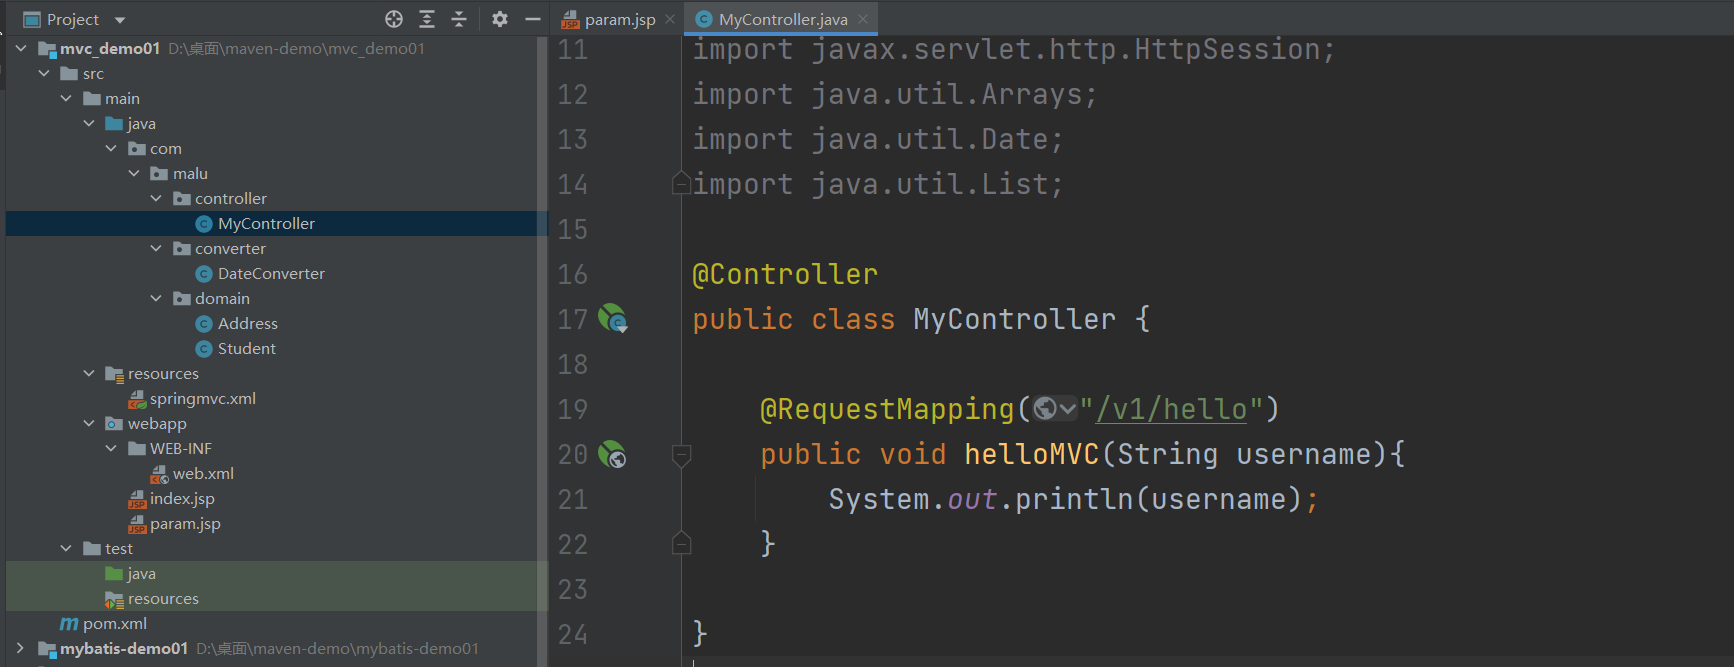 Project
mvc_demo01 D:\桌面\maven-demo\mvc_demo01
src
main
java
com
malu
controller
MyController
converter
DateConverter
domain
Address
Student
resources
springmvc.xml
webapp
WEB-INF
web.xml
index.jsp
param.jsp
test
java
resources
pom.xml
mybatis-demo01 D:\桌面\maven-demo\mybatis-demo01
param.jsp MyController.java
11 import javax.servlet.http.HttpSession;
12 import java.util.Arrays;
13 import java.util.Date;
14 import java.util.List;
15
16 @Controller
17 public class MyController {
18
19 @RequestMapping("/v1/hello")
20 public void helloMVC(String username){
21 System.out.println(username);
22 }
23
24 }